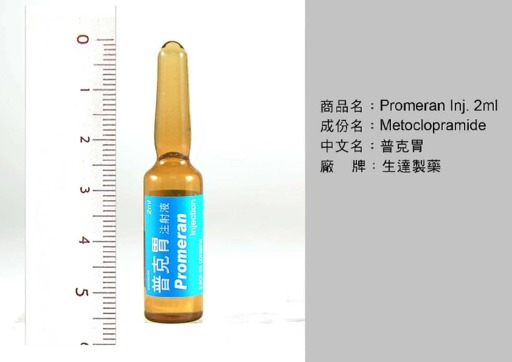 0
1
2
3
4
5
6
2ml
普克胃 注射液
Promeran Injection
商品名：Promeran Inj. 2ml
成份名：Metoclopramide
中文名：普克胃
廠　牌：生達製藥